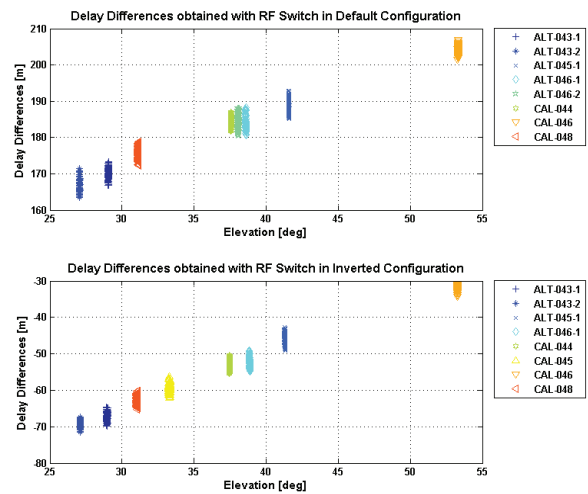 Delay Differences obtained with RF Switch in Default Configuration
210
200
190
180
170
160
Delay Differences [m]
25 30 35 40 45 50 55
Elevation [deg]
ALT-043-1
ALT-043-2
ALT-045-1
ALT-046-1
ALT-046-2
CAL-044
CAL-046
CAL-048
Delay Differences obtained with RF Switch in Inverted Configuration
-30
-40
-50
-60
-70
-80
Delay Differences [m]
25 30 35 40 45 50 55
Elevation [deg]
ALT-043-1
ALT-043-2
ALT-045-1
ALT-046-1
CAL-044
CAL-045
CAL-046
CAL-048